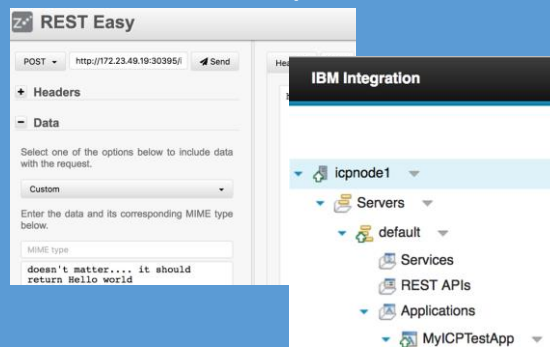 REST Easy
POST
http://172.23.49.19:30395/i
Send
+ Headers
− Data
Select one of the options below to include data
with the request.
Custom
Enter the data and its corresponding MIME type
below.
MIME type
doesn't matter.... it should
return Hello world
IBM Integration
icpnode1
Servers
default
Services
REST APIs
Applications
MyICPTestApp